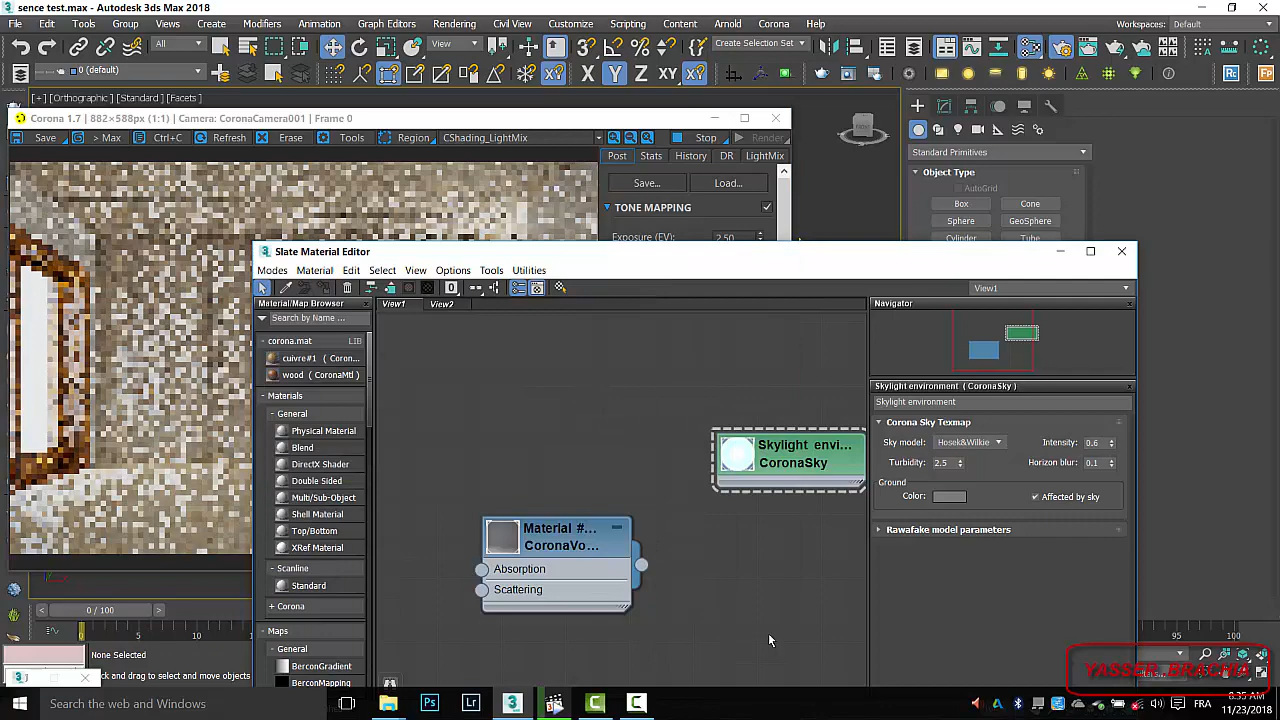 sence test.max - Autodesk 3ds Max 2018
File Edit Tools Group Views Create Modifiers Animation Graph Editors Rendering Civil View Customize Scripting Content Arnold Corona Help
Workspaces: Default
All View Create Selection Set
0 (default)
[+] [Orthographic] [Standard] [Facets]
Corona 1.7 | 882×588px (1:1) | Camera: CoronaCamera001 | Frame 0
Save > Max Ctrl+C Refresh Erase Tools Region CShading_LightMix Stop Render
Post Stats History DR LightMix
Save... Load...
TONE MAPPING
Exposure (EV): 2.50
Standard Primitives
Object Type
AutoGrid
Box Cone
Sphere GeoSphere
Cylinder Tube
Slate Material Editor
Modes Material Edit Select View Options Tools Utilities
View1
Material/Map Browser
Search by Name ...
corona.mat LIB
cuivre#1 ( Coron...
wood (CoronaMtl )
- Materials
- General
Physical Material
Blend
DirectX Shader
Double Sided
Multi/Sub-Object
Shell Material
Top/Bottom
XRef Material
- Scanline
Standard
+ Corona
- Maps
- General
BerconGradient
BerconMapping
View1 View2
Skylight envi...
CoronaSky
Material #...
CoronaVo...
Absorption
Scattering
Navigator
Skylight environment ( CoronaSky )
Skylight environment
Corona Sky Texmap
Sky model: Hosek&Wilkie Intensity: 0.6
Turbidity: 2.5 Horizon blur: 0.1
Ground
Color: Affected by sky
Rawafake model parameters
0 / 100
0 5 10
95 100
None Selected
Click and drag to select and move objects
YASSER BRACHQ
Search the web and Windows
FRA
8:35 AM
11/23/2018